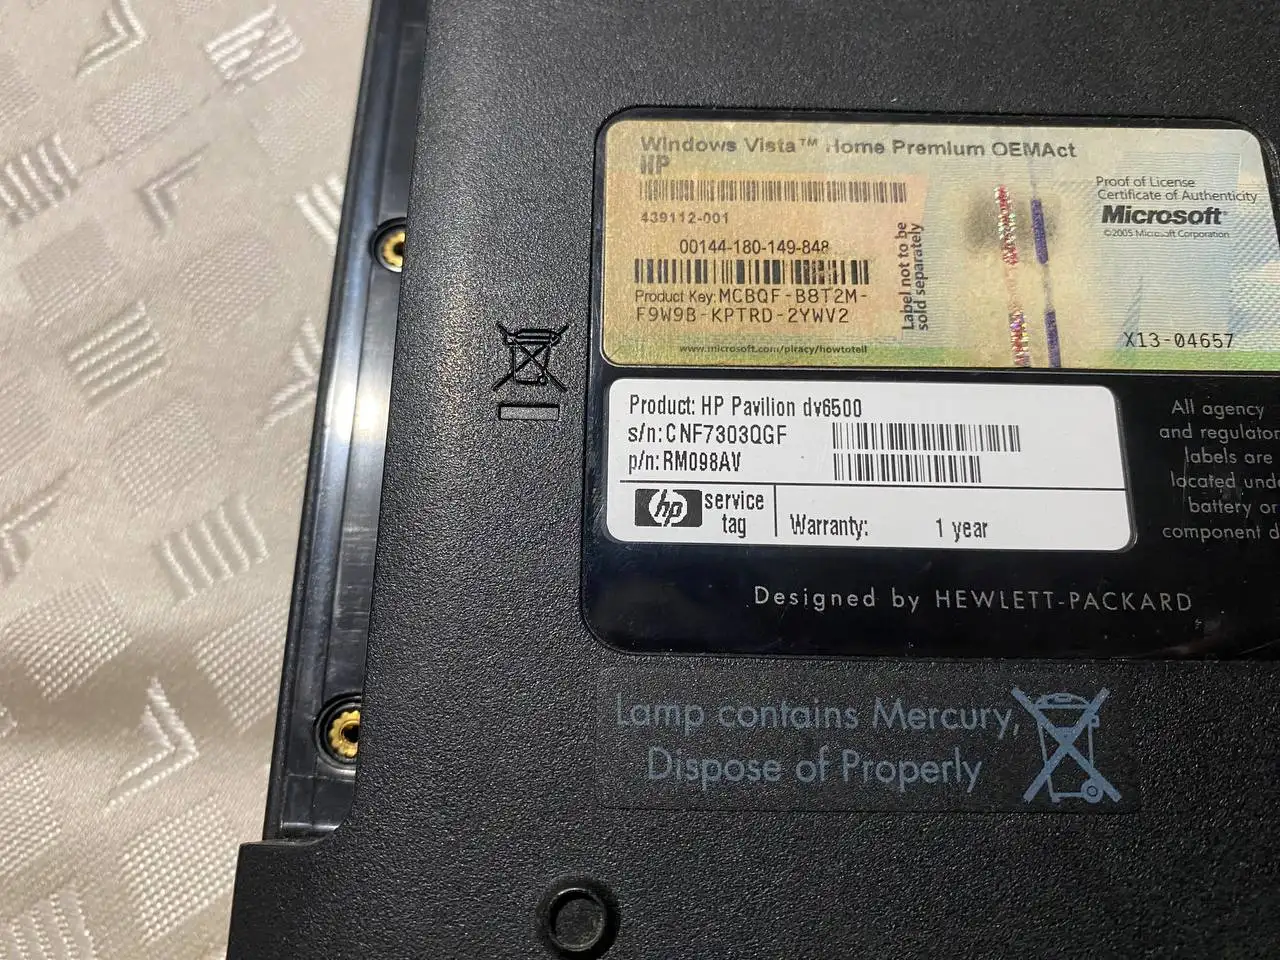 Windows Vista™ Home Premium OEMAct
HP
439112-001
00144-180-149-848
Product Key: MCBQF-B8T2M-
F9W9B-KPTRD-2YWV2
www.microsoft.com/piracy/howtotell
Label not to be
sold separately
Proof of License
Certificate of Authenticity
Microsoft
©2005 Microsoft Corporation
X13-04657
Product: HP Pavilion dv6500
s/n: CNF7303QGF
p/n: RM098AV
hp service
tag
Warranty: 1 year
All agency
and regulator
labels are
located unde
battery or
component d
Designed by HEWLETT-PACKARD
Lamp contains Mercury,
Dispose of Properly